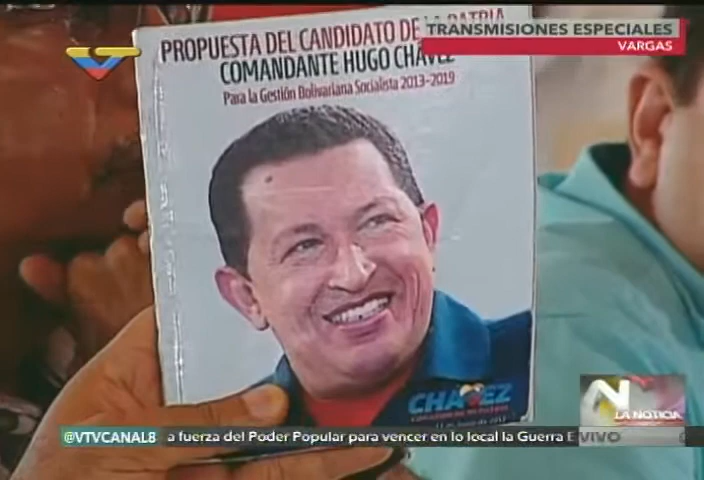 PROPUESTA DEL CANDIDATO DE LA PATRIA
COMANDANTE HUGO CHÁVEZ
Para la Gestión Bolivariana Socialista 2013-2019
TRANSMISIONES ESPECIALES
VARGAS
CHÁVEZ
N
LA NOTICIA
@VTVCANAL8 a fuerza del Poder Popular para vencer en lo local la Guerra E
VIVO